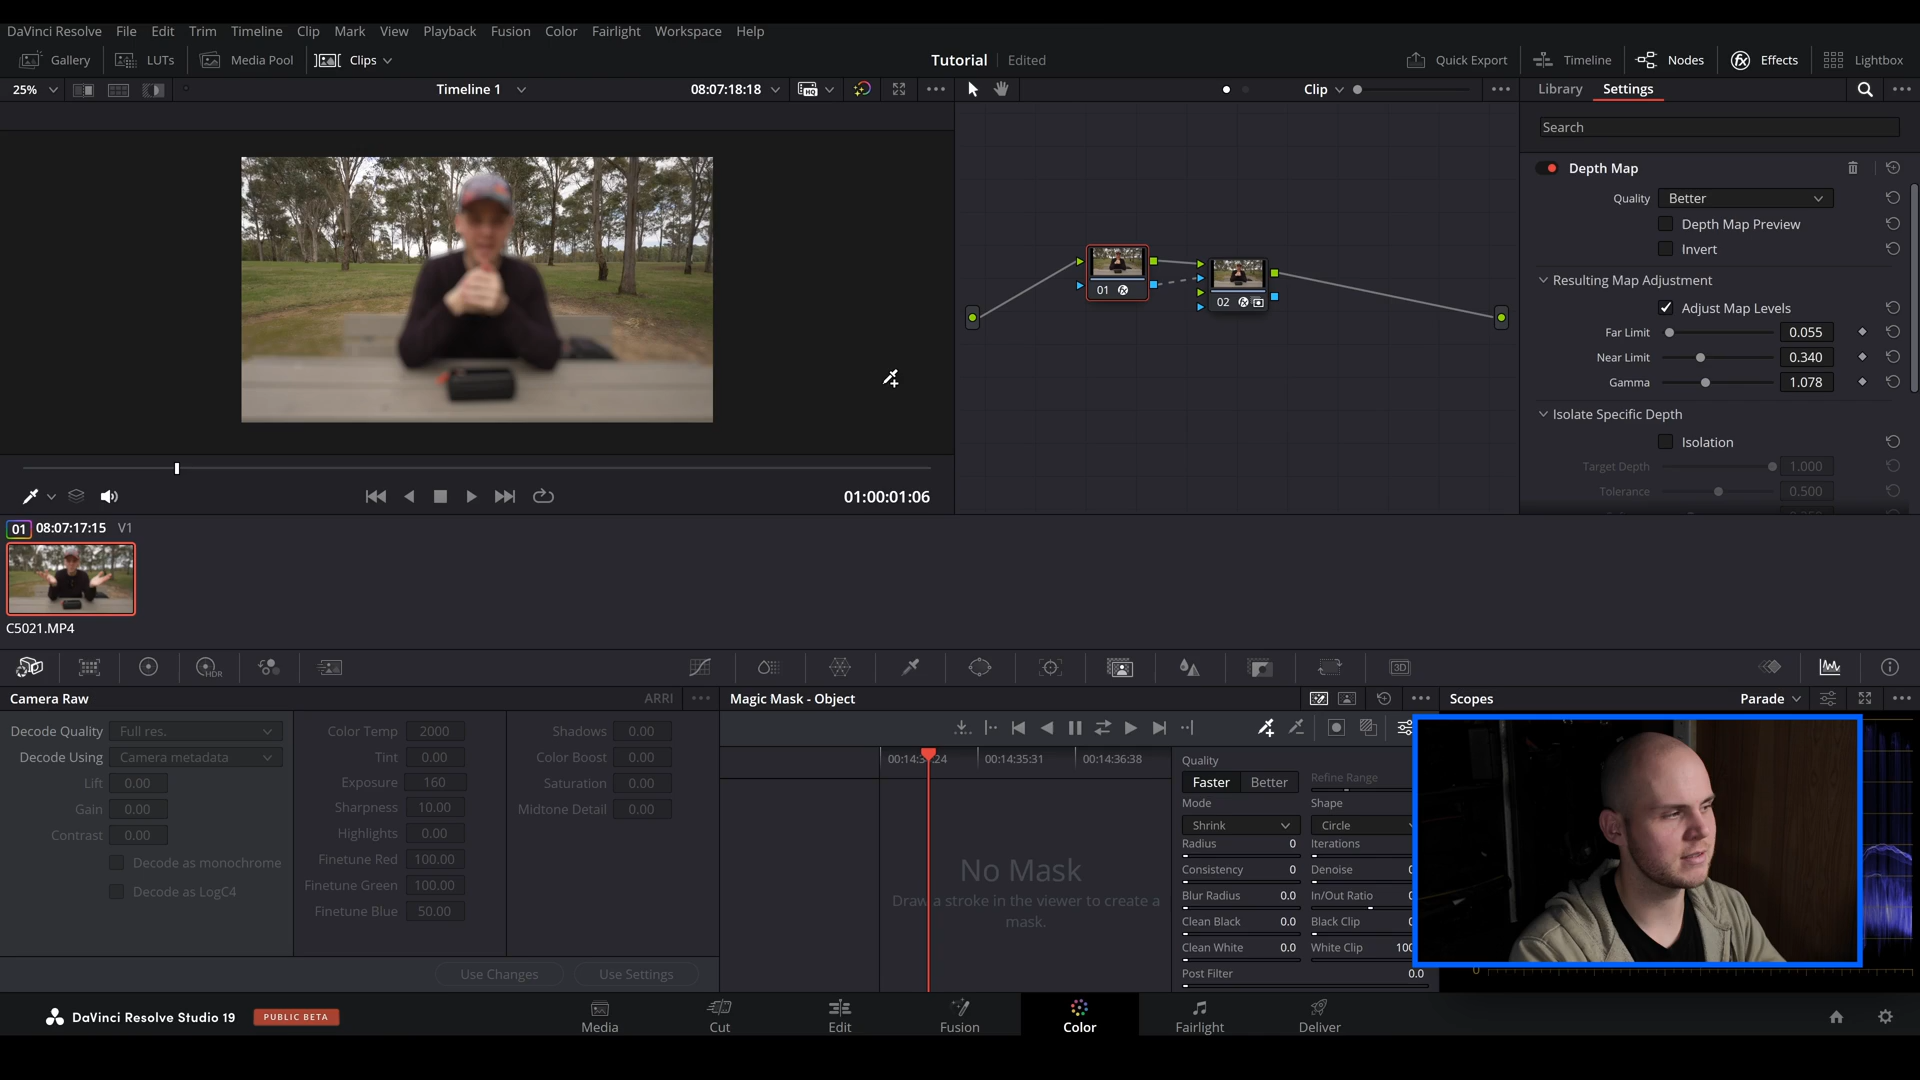 DaVinci Resolve File Edit Trim Timeline Clip Mark View Playback Fusion Color Fairlight Workspace Help
Gallery LUTs Media Pool Clips Tutorial Edited Quick Export Timeline Nodes Effects Lightbox
25% Timeline 1 08:07:18:18 Clip Library Settings
Search
Depth Map
Quality Better
Depth Map Preview
Invert
Resulting Map Adjustment
Adjust Map Levels
Far Limit 0.055
Near Limit 0.340
Gamma 1.078
Isolate Specific Depth
Isolation
Target Depth 1.000
Tolerance 0.500
01
02
01:00:01:06
01 08:07:17:15 V1
C5021.MP4
HDR
3D
Camera Raw ARRI
Decode Quality Full res.
Decode Using Camera metadata
Lift 0.00
Gain 0.00
Contrast 0.00
Decode as monochrome
Decode as LogC4
Color Temp 2000
Tint 0.00
Exposure 160
Sharpness 10.00
Highlights 0.00
Finetune Red 100.00
Finetune Green 100.00
Finetune Blue 50.00
Shadows 0.00
Color Boost 0.00
Saturation 0.00
Midtone Detail 0.00
Use Changes Use Settings
Magic Mask - Object
00:14:35:31 00:14:36:38
No Mask
Draw a stroke in the viewer to create a
mask.
Quality
Faster Better Refine Range
Mode Shape
Shrink Circle
Radius 0 Iterations
Consistency 0 Denoise
Blur Radius 0.0 In/Out Ratio
Clean Black 0.0 Black Clip
Clean White 0.0 White Clip
Post Filter 0.0
Scopes Parade
0
DaVinci Resolve Studio 19 PUBLIC BETA
Media Cut Edit Fusion Color Fairlight Deliver